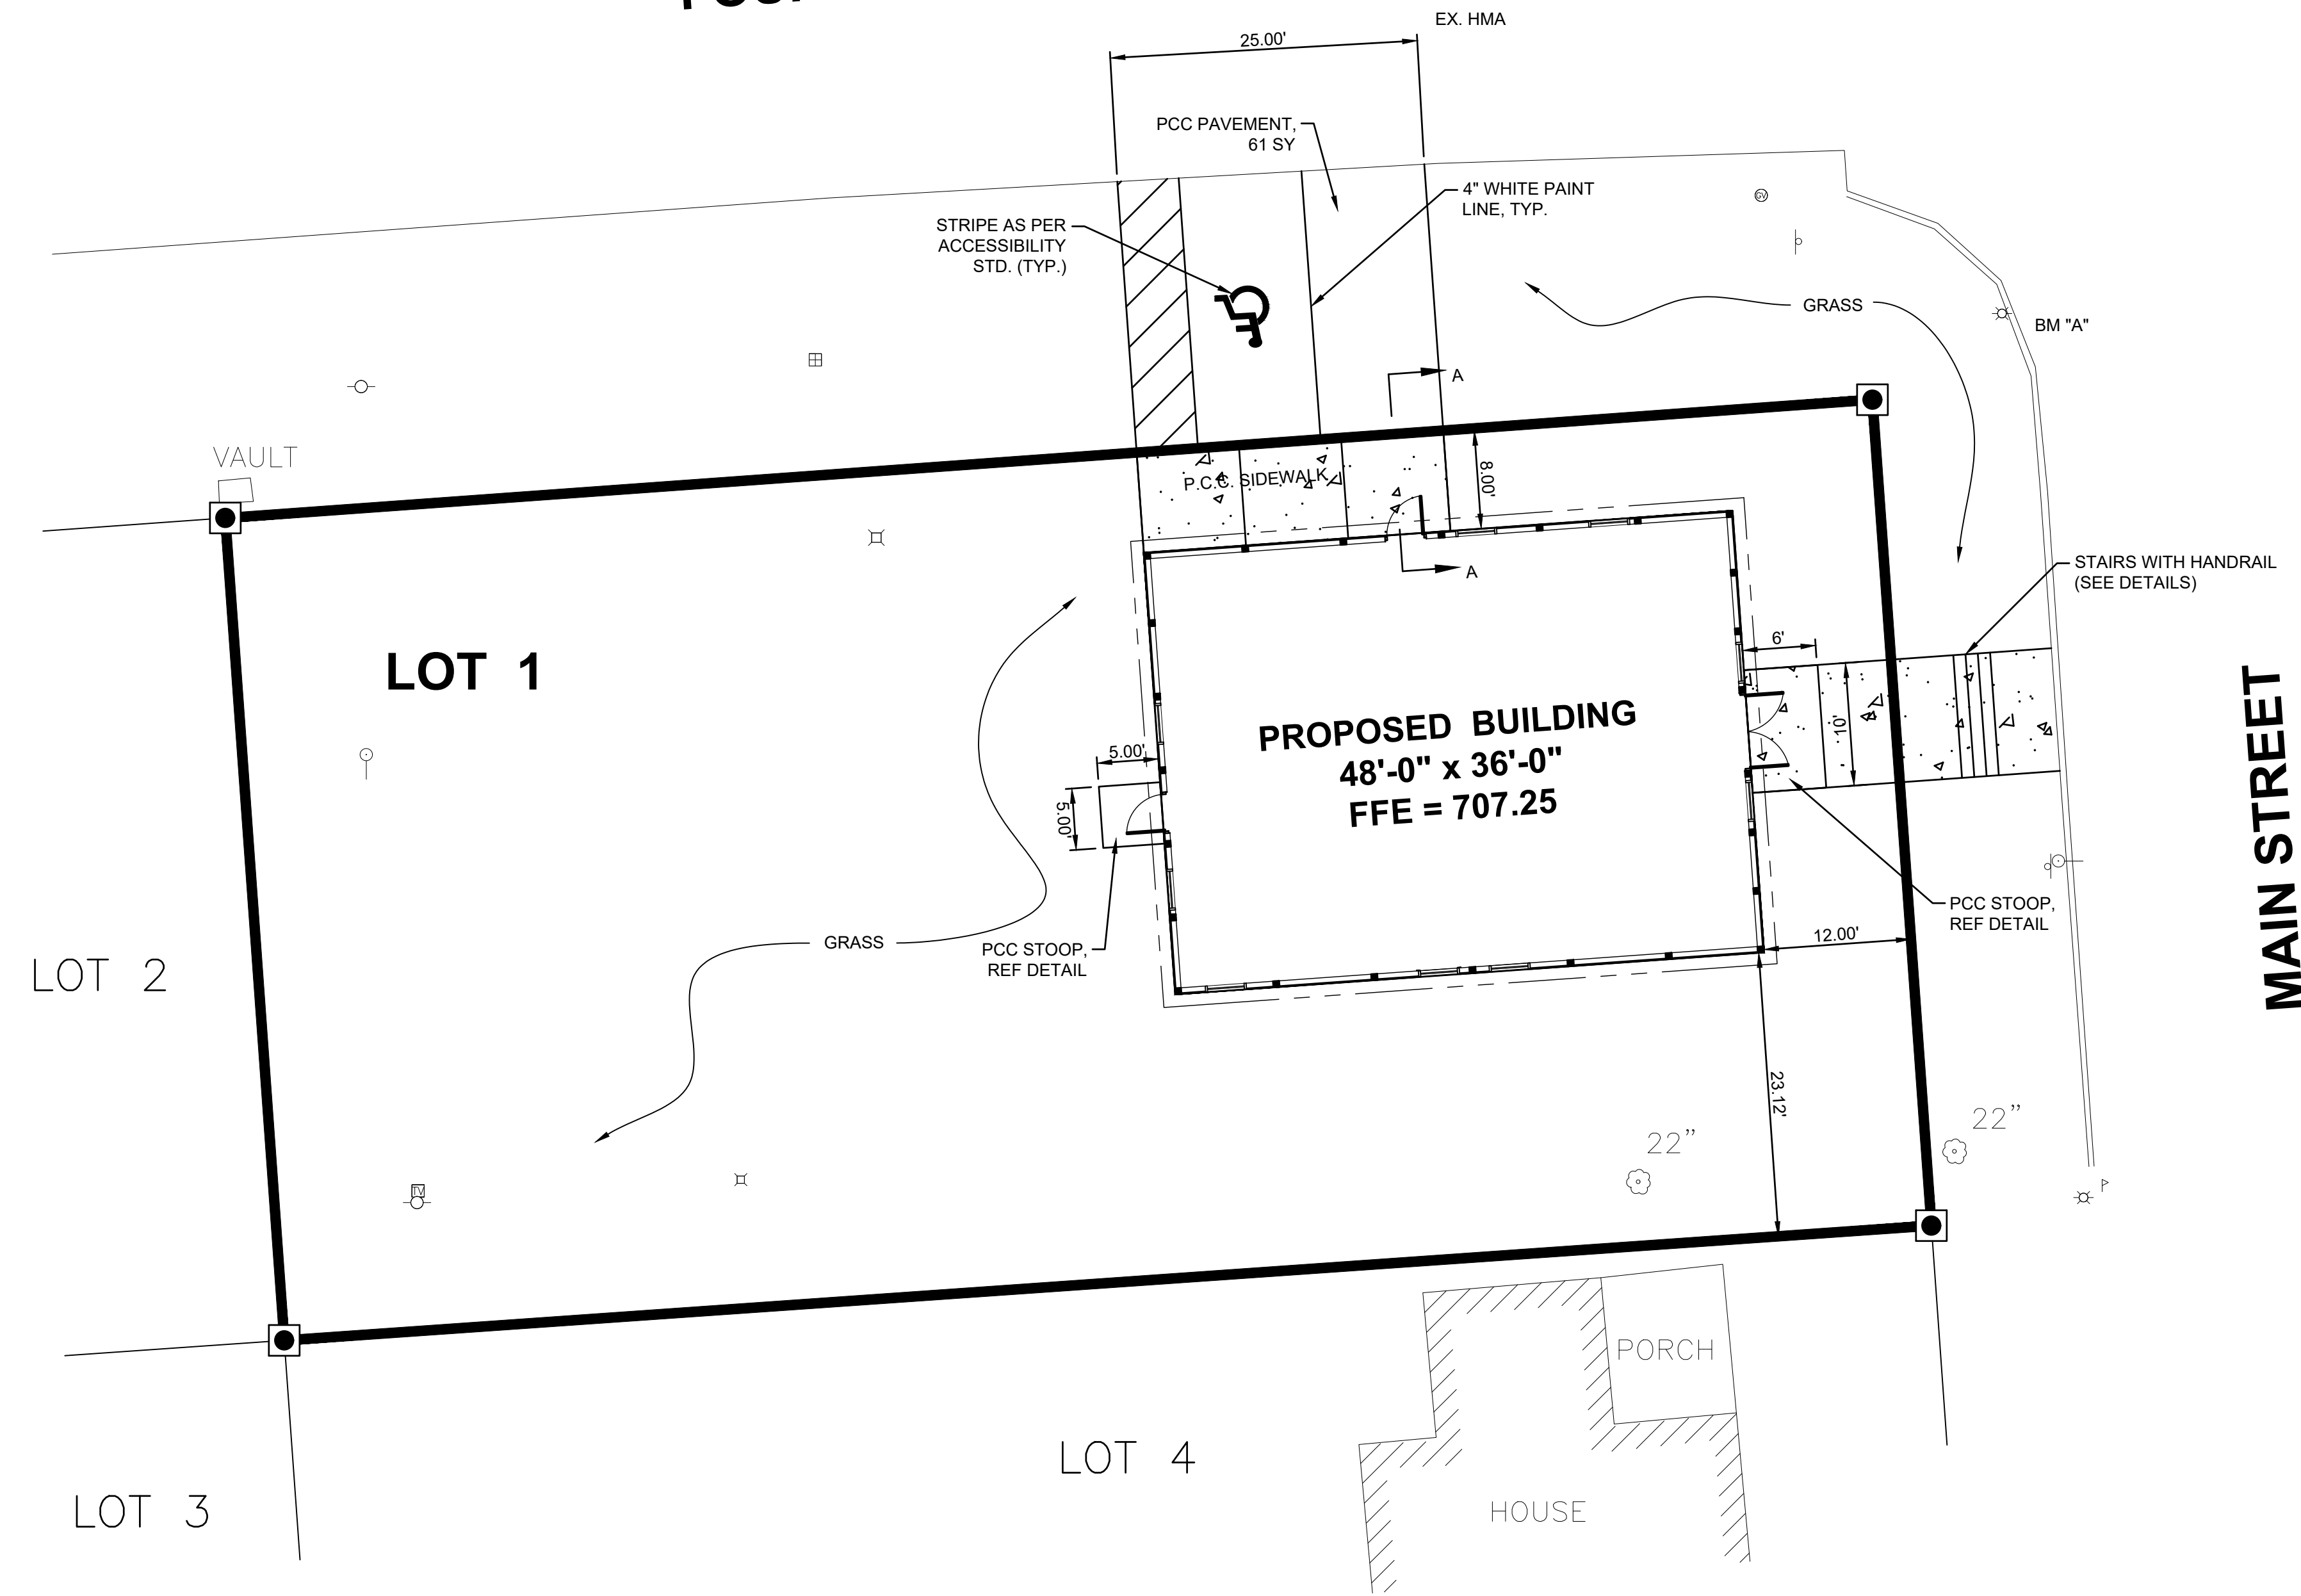 EX. HMA
25.00'
PCC PAVEMENT,
61 SY
4" WHITE PAINT
LINE, TYP.
STRIPE AS PER
ACCESSIBILITY
STD. (TYP.)
GV
GRASS
BM "A"
A
VAULT
P.C.C. SIDEWALK
8.00'
A
STAIRS WITH HANDRAIL
(SEE DETAILS)
LOT 1
6'
10'
MAIN STREET
PROPOSED BUILDING
48'-0" x 36'-0"
FFE = 707.25
5.00'
5.00'
PCC STOOP,
REF DETAIL
12.00'
GRASS
PCC STOOP,
REF DETAIL
LOT 2
23.12'
22”
22”
TV
PORCH
LOT 4
HOUSE
LOT 3